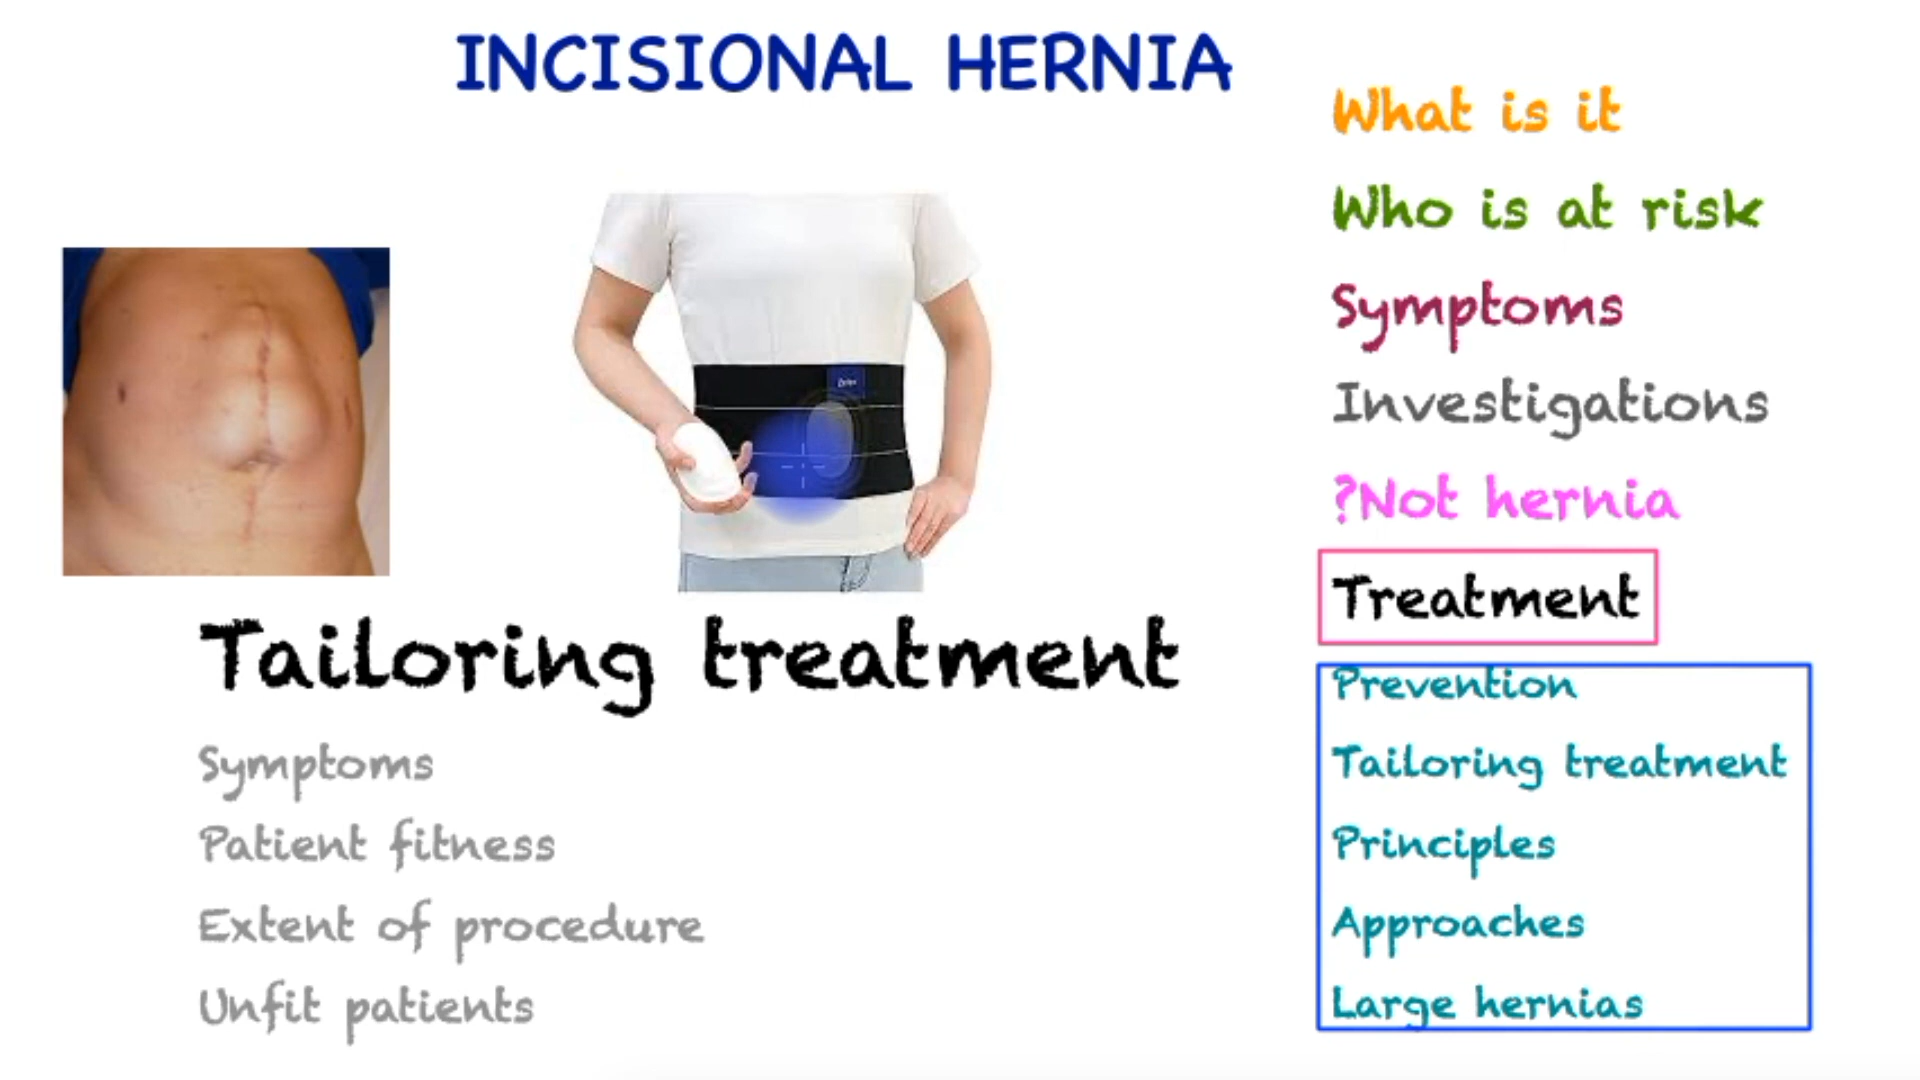 INCISIONAL HERNIA
What is it
Who is at risk
Symptoms
Investigations
?Not hernia
Treatment
Prevention
Tailoring treatment
Principles
Approaches
Large hernias
Tailoring treatment
Symptoms
Patient fitness
Extent of procedure
Unfit patients